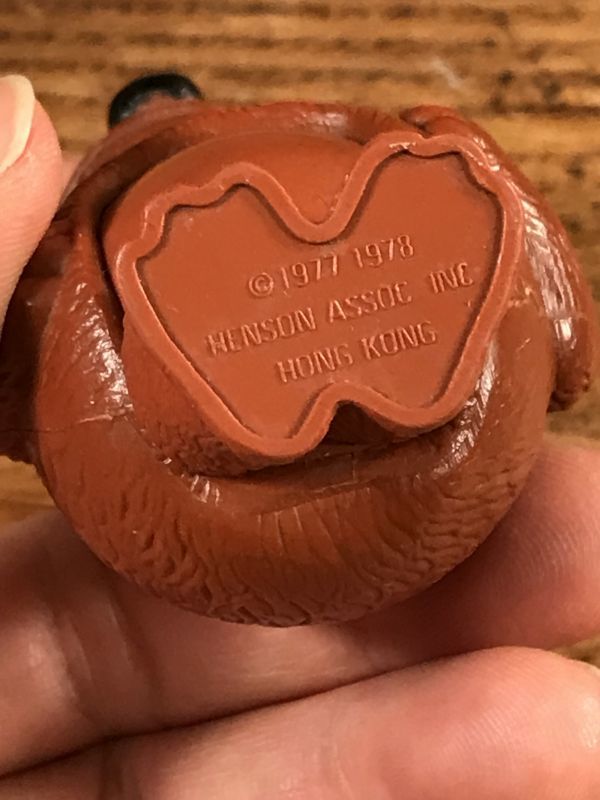 ©1977 1978
HENSON ASSOC INC
HONG KONG